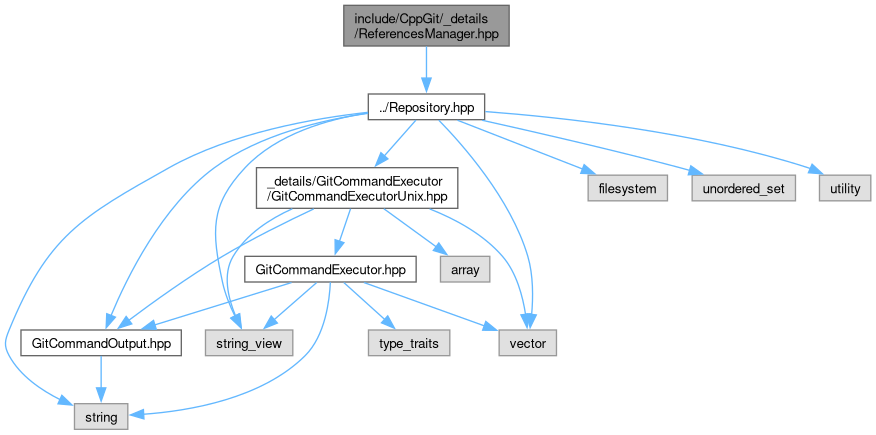 include/CppGit/_details
/ReferencesManager.hpp
../Repository.hpp
_details/GitCommandExecutor
/GitCommandExecutorUnix.hpp
filesystem
unordered_set
utility
GitCommandExecutor.hpp
array
GitCommandOutput.hpp
string_view
type_traits
vector
string